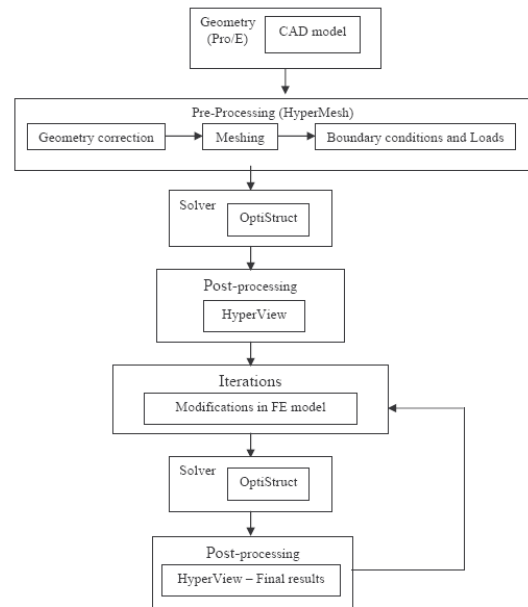 Geometry
(Pro/E)
CAD model
Pre-Processing (HyperMesh)
Geometry correction
Meshing
Boundary conditions and Loads
Solver
OptiStruct
Post-processing
HyperView
Iterations
Modifications in FE model
Solver
OptiStruct
Post-processing
HyperView – Final results